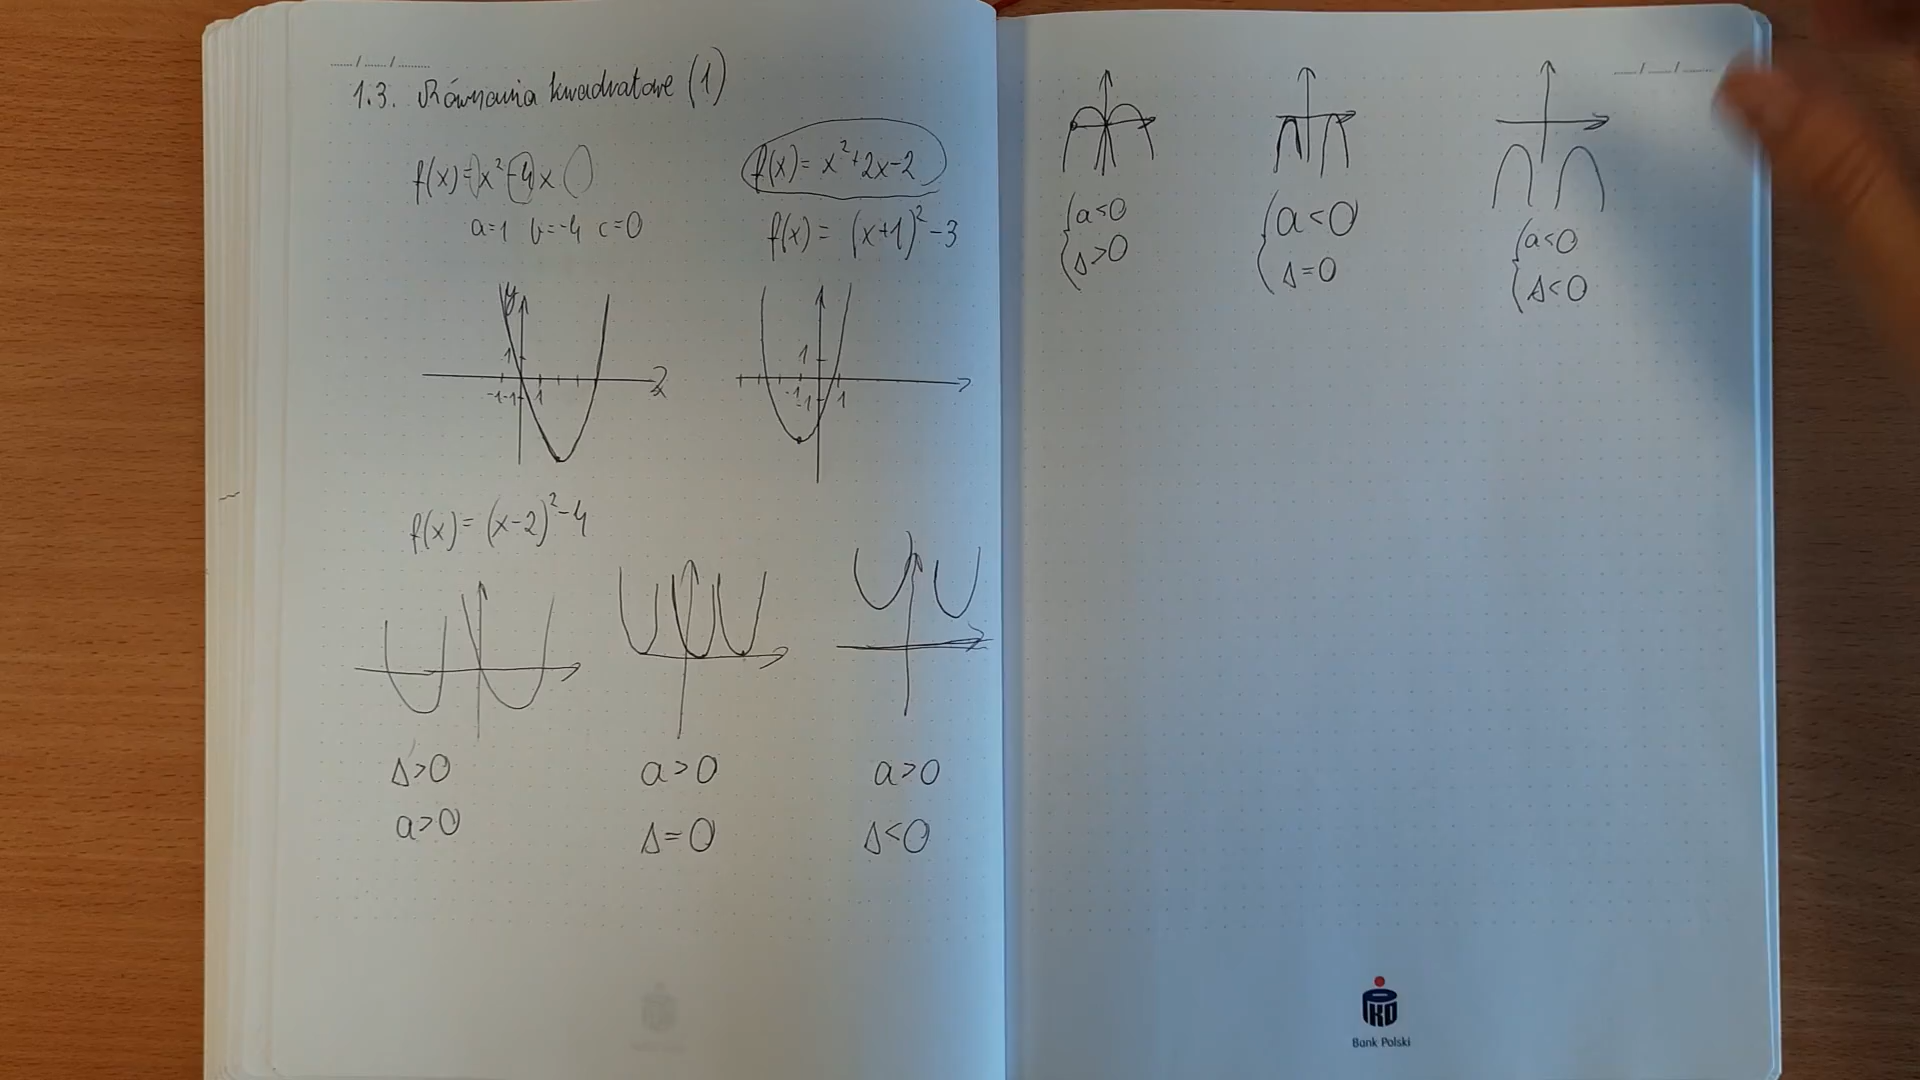 1.3. Równania kwadratowe (1)
f(x)=x²-4x
a=1 b=-4 c=0
f(x)=x²+2x-2
f(x)=(x+1)²-3
y
1
-1 -1 1
x
1
-1 -1 1
f(x)=(x-2)²-4
Δ>0
a>0
a>0
Δ=0
a>0
Δ<0
a<0
Δ>0
a<0
Δ=0
a<0
Δ<0
Bank Polski